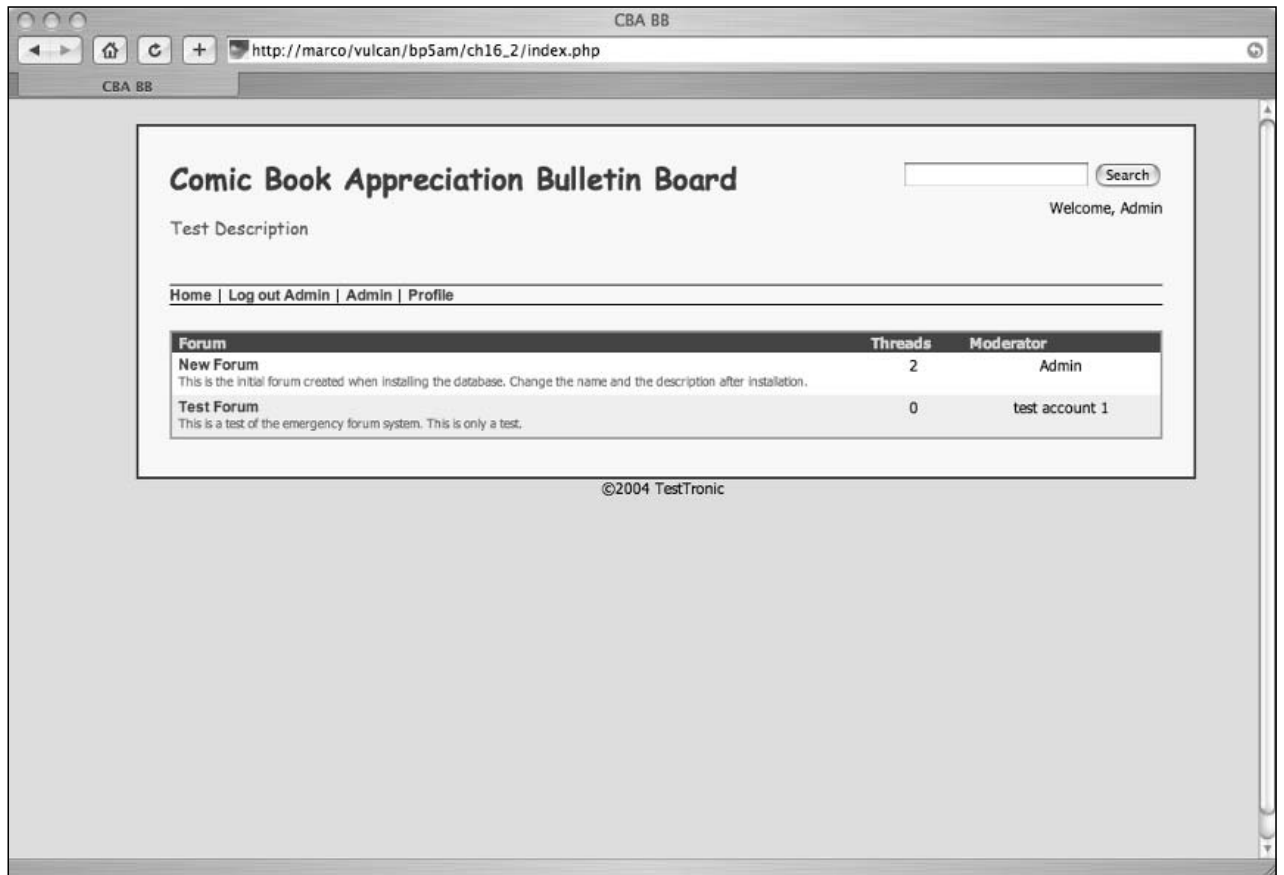 CBA BB
http://marco/vulcan/bp5am/ch16_2/index.php
CBA BB
Comic Book Appreciation Bulletin Board
Search
Welcome, Admin
Test Description
Home | Log out Admin | Admin | Profile
Forum Threads Moderator
New Forum 2 Admin
This is the initial forum created when installing the database. Change the name and the description after installation.
Test Forum 0 test account 1
This is a test of the emergency forum system. This is only a test.
©2004 TestTronic